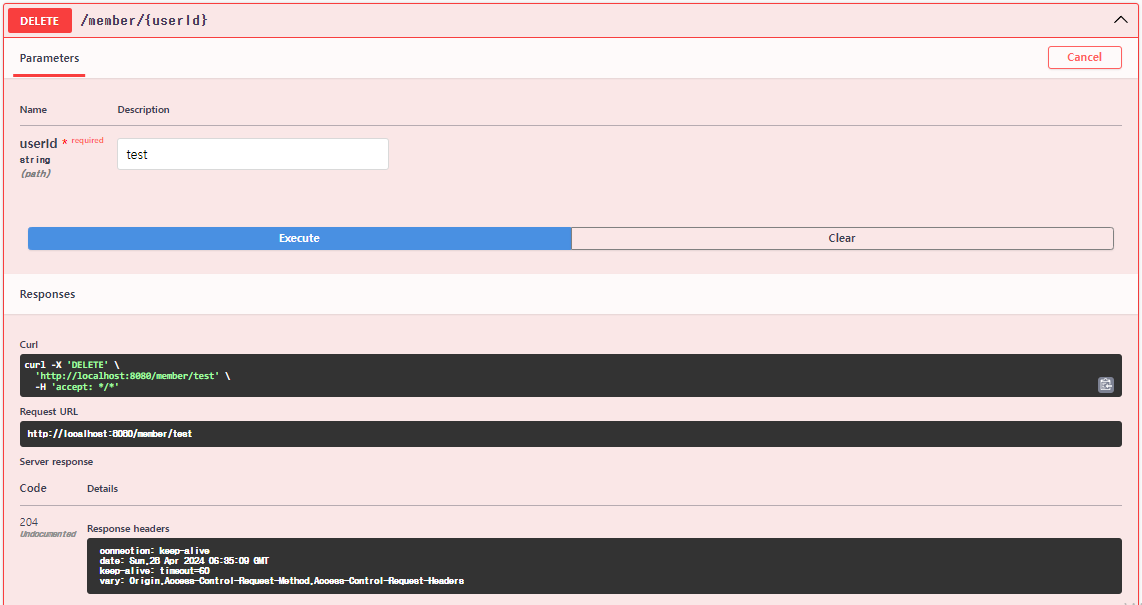 DELETE /member/{userId}
Parameters
Cancel
Name Description
userId * required
string
(path)
test
Execute
Clear
Responses
Curl
curl -X 'DELETE' \
'http://localhost:8080/member/test' \
-H 'accept: */*'
Request URL
http://localhost:8080/member/test
Server response
Code Details
204
Undocumented
Response headers
connection: keep-alive
date: Sun,28 Apr 2024 06:35:09 GMT
keep-alive: timeout=60
vary: Origin,Access-Control-Request-Method,Access-Control-Request-Headers